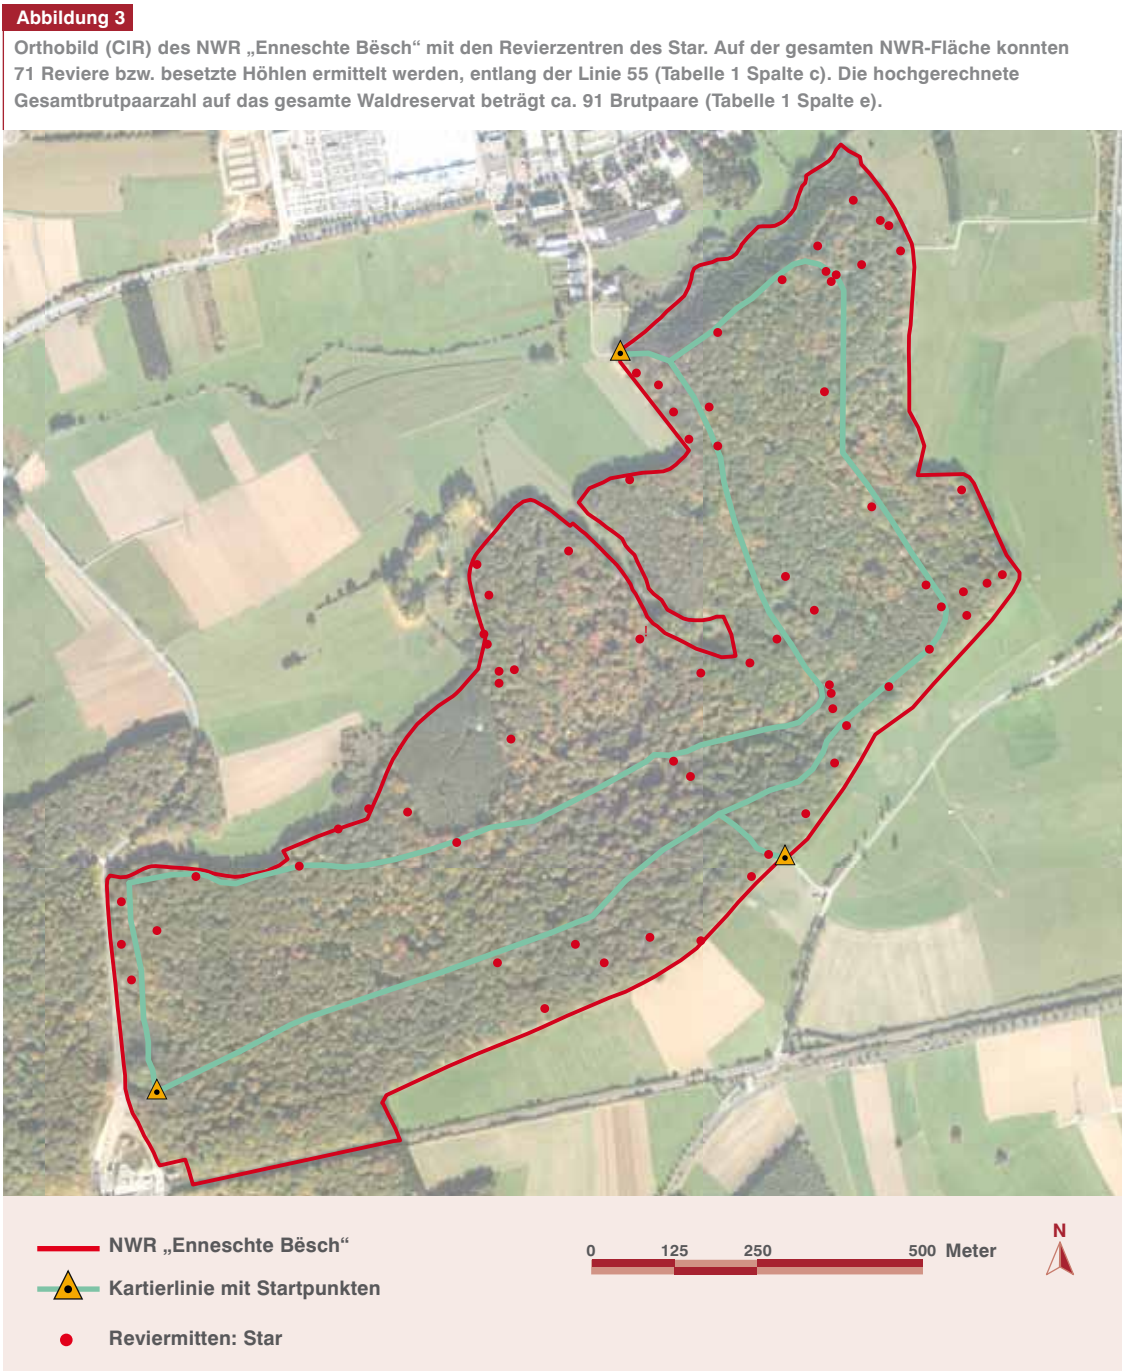 Abbildung 3
Orthobild (CIR) des NWR „Enneschte Bësch“ mit den Revierzentren des Star. Auf der gesamten NWR-Fläche konnten
71 Reviere bzw. besetzte Höhlen ermittelt werden, entlang der Linie 55 (Tabelle 1 Spalte c). Die hochgerechnete
Gesamtbrutpaarzahl auf das gesamte Waldreservat beträgt ca. 91 Brutpaare (Tabelle 1 Spalte e).
!
NWR „Enneschte Bësch“
Kartierlinie mit Startpunkten
Reviermitten: Star
0 125 250 500 Meter
N